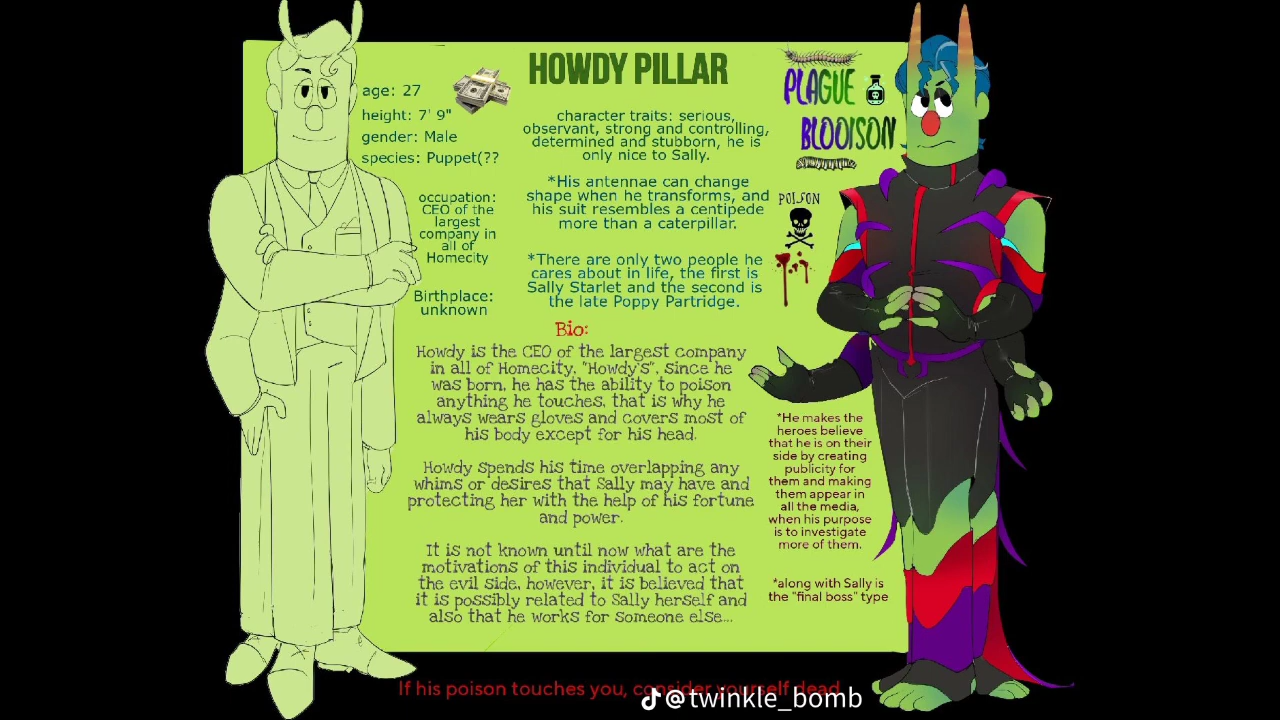 HOWDY PILLAR
age: 27
height: 7' 9"
gender: Male
species: Puppet(??
occupation:
CEO of the
largest
company in
all of
Homecity
Birthplace:
unknown
character traits: serious,
observant, strong and controlling,
determined and stubborn, he is
only nice to Sally.
*His antennae can change
shape when he transforms, and
his suit resembles a centipede
more than a caterpillar.
*There are only two people he
cares about in life, the first is
Sally Starlet and the second is
the late Poppy Partridge.
Bio:
Howdy is the CEO of the largest company
in all of Homecity, "Howdy's", since he
was born, he has the ability to poison
anything he touches, that is why he
always wears gloves and covers most of
his body except for his head.
Howdy spends his time overlapping any
whims or desires that Sally may have and
protecting her with the help of his fortune
and power.
It is not known until now what are the
motivations of this individual to act on
the evil side, however, it is believed that
it is possibly related to Sally herself and
also that he works for someone else...
PLAGUE
BLOOISON
POISON
*He makes the
heroes believe
that he is on their
side by creating
publicity for
them and making
them appear in
all the media,
when his purpose
is to investigate
more of them.
*along with Sally is
the "final boss" type
If his poison touches you, consider yourself dead
@twinkle_bomb